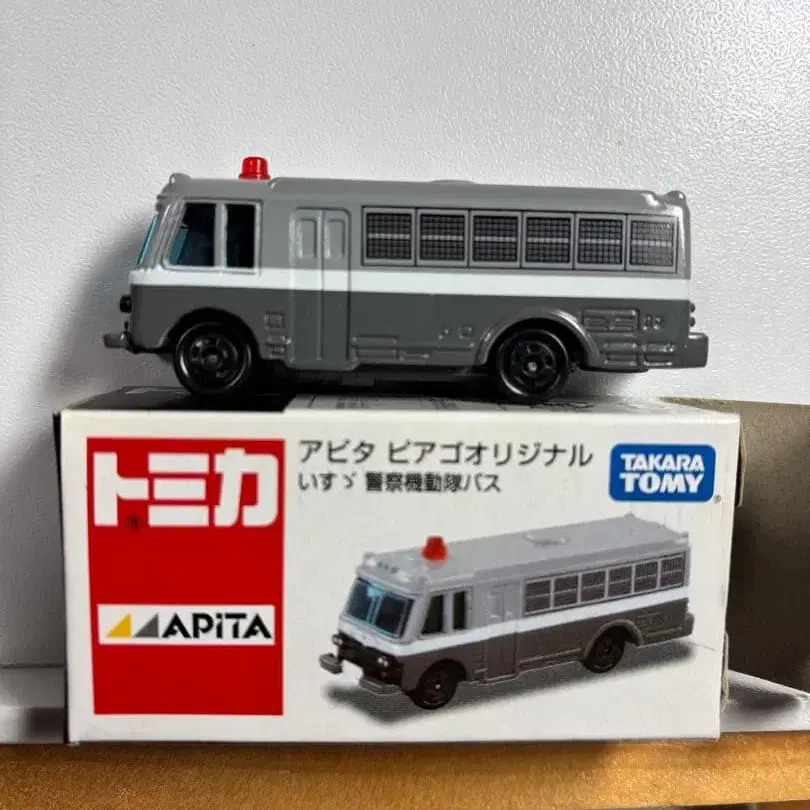 トミカ
アピタ ピアゴオリジナル
いすゞ 警察機動隊バス
TAKARA
TOMY
APiTA